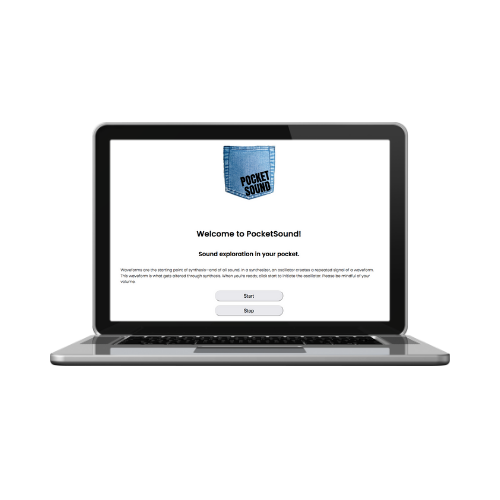 POCKET
SOUND
Welcome to PocketSound!
Sound exploration in your pocket.
Waveforms are the starting point of synthesis—and of all sound. In a synthesizer, an oscillator creates a repeated signal of a waveform.
This waveform is what gets altered through synthesis. When you're ready, click start to initiate the oscillator. Please be mindful of your
volume.
Start
Stop